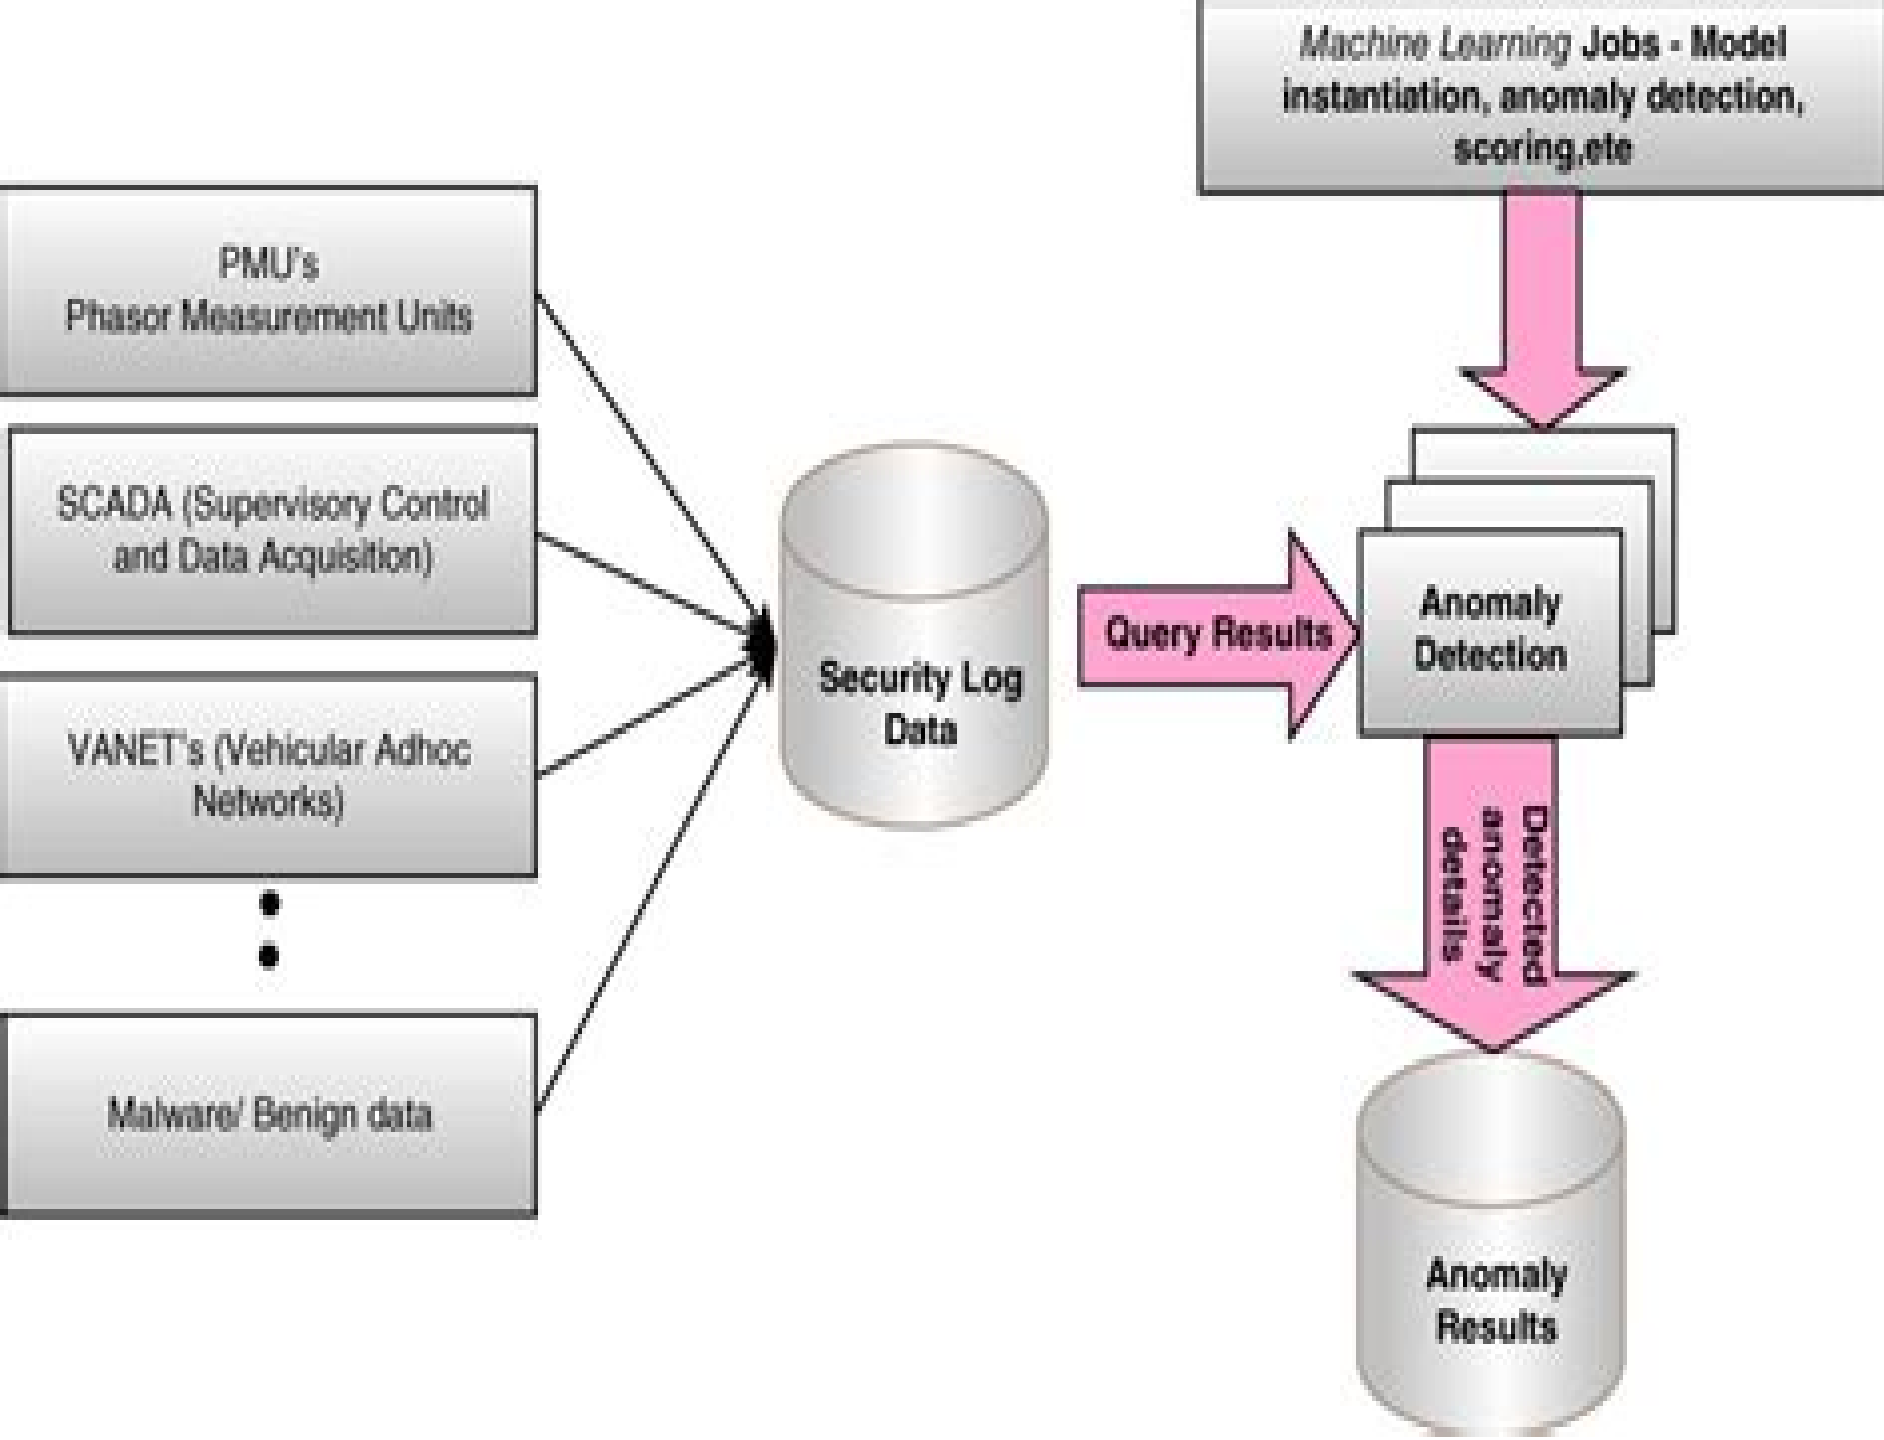 Machine Learning Jobs - Model
instantiation, anomaly detection,
scoring,ete
PMU's
Phasor Measurement Units
SCADA (Supervisory Control
and Data Acquisition)
VANET's (Vehicular Adhoc
Networks)
Malware/ Benign data
Security Log
Data
Query Results
Anomaly
Detection
Detected
anomaly
details
Anomaly
Results